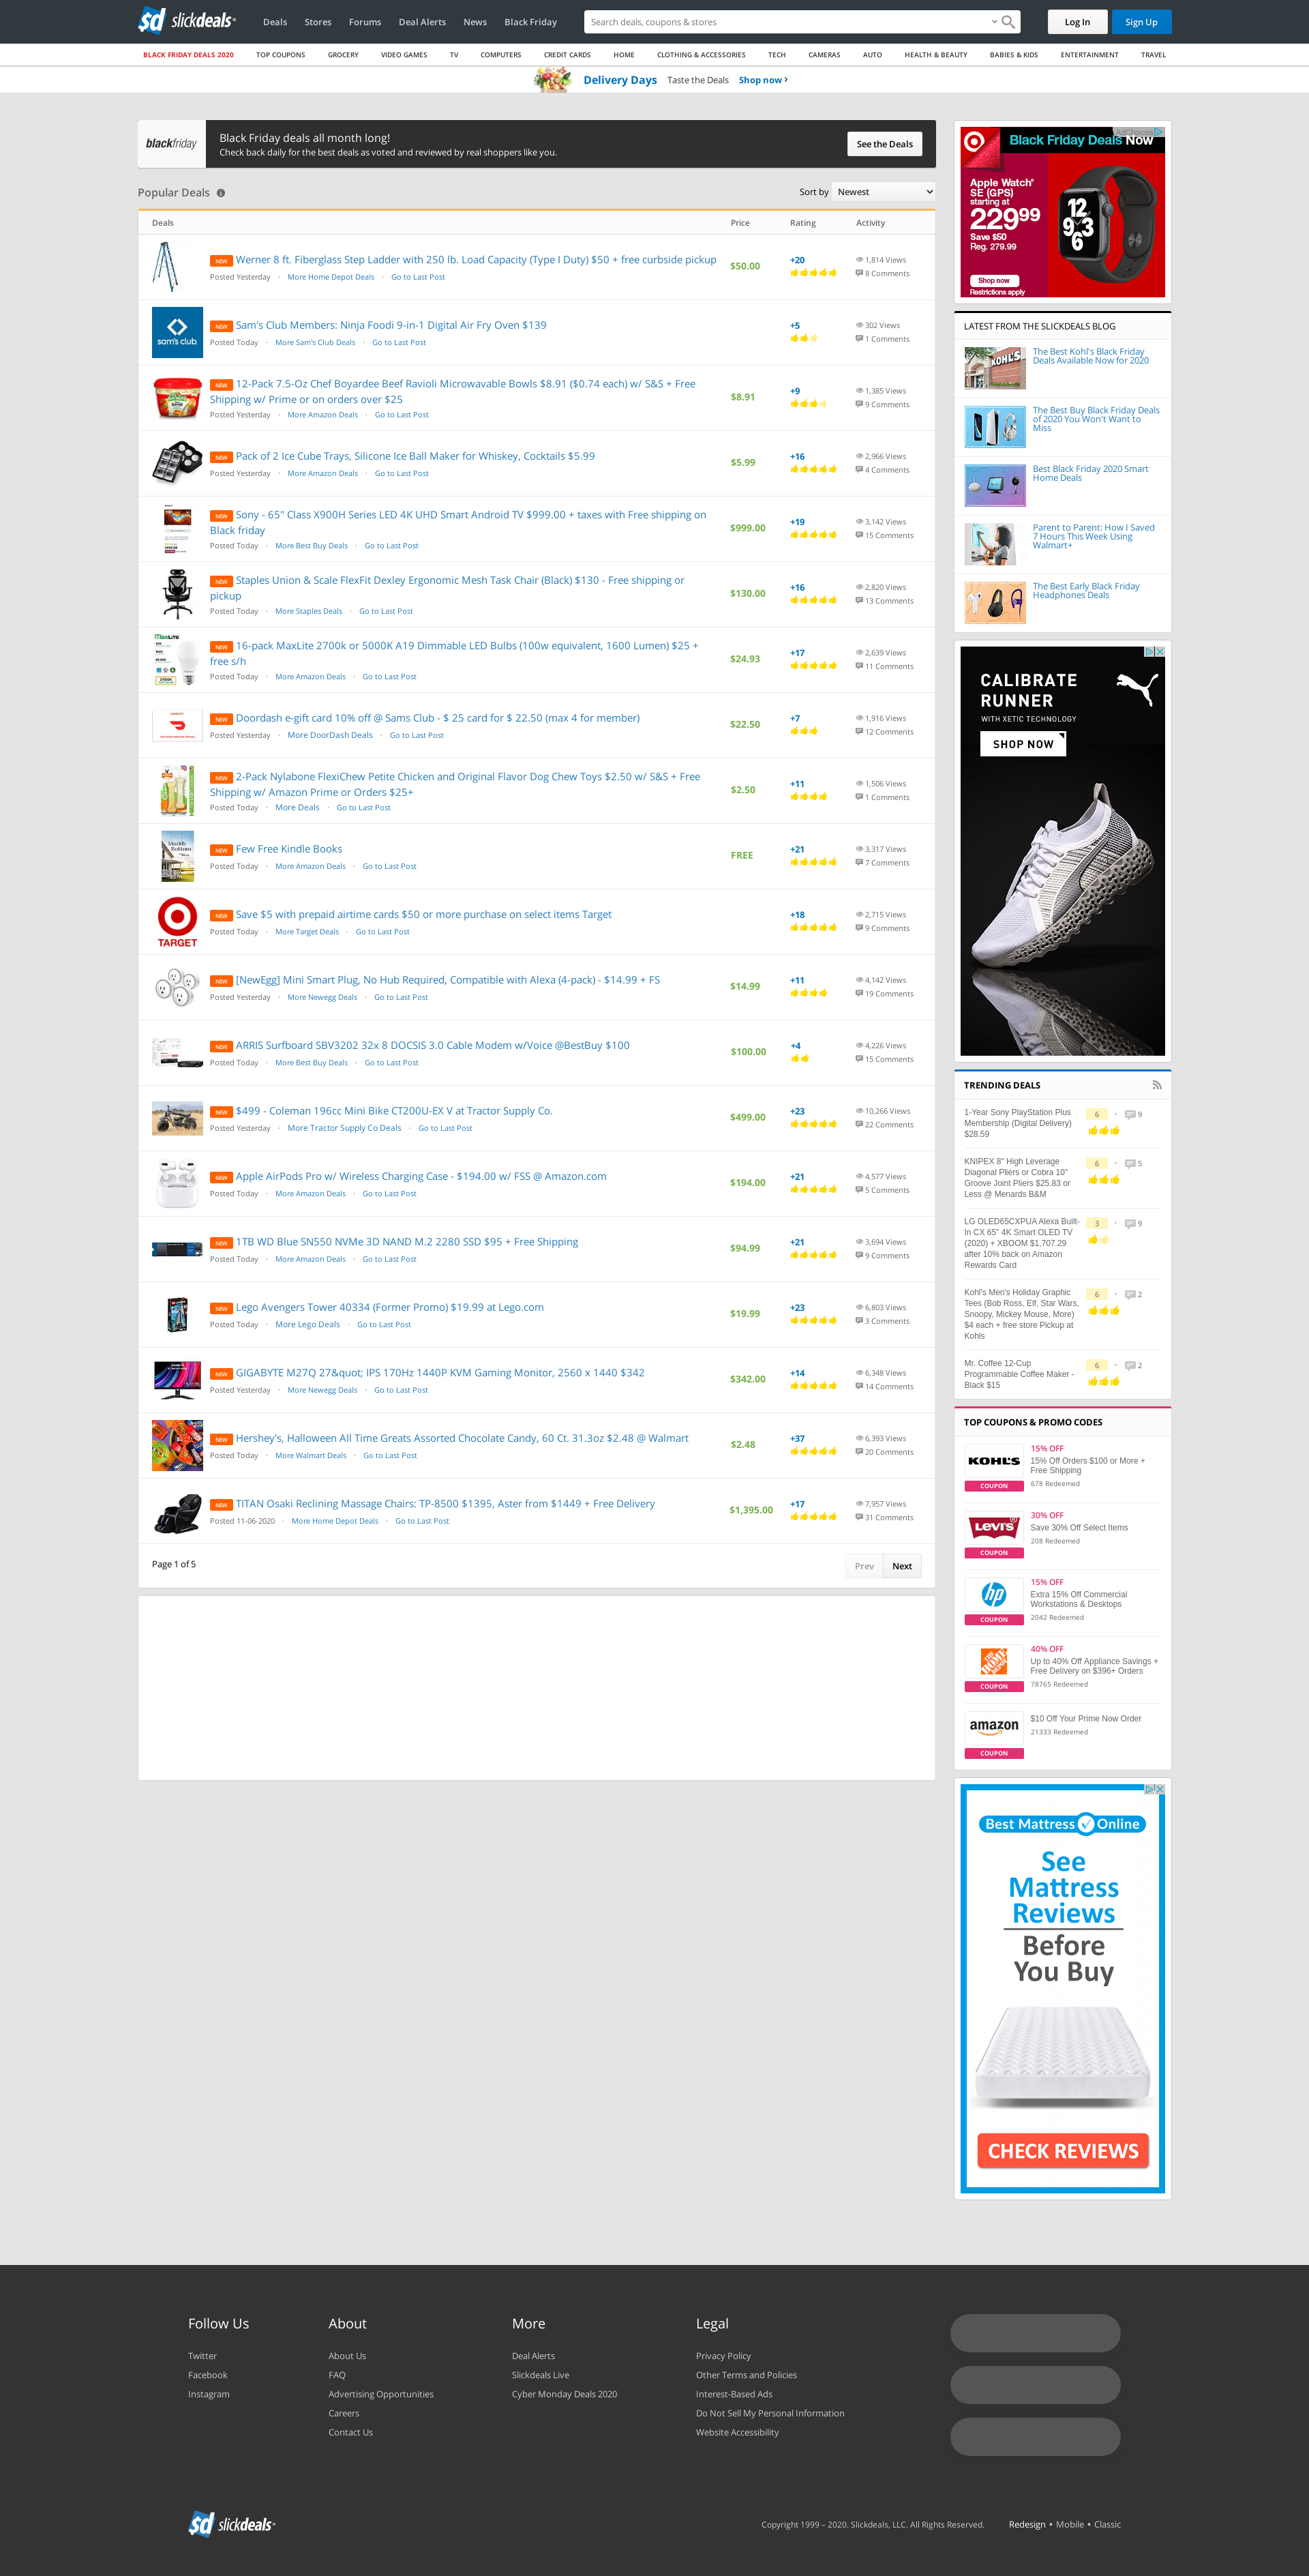 slickdeals
Deals
Stores
Forums
Deal Alerts
News
Black Friday
Search deals, coupons & stores
Log In
Sign Up
BLACK FRIDAY DEALS 2020
TOP COUPONS
GROCERY
VIDEO GAMES
TV
COMPUTERS
CREDIT CARDS
HOME
CLOTHING & ACCESSORIES
TECH
CAMERAS
AUTO
HEALTH & BEAUTY
BABIES & KIDS
ENTERTAINMENT
TRAVEL
Delivery Days Taste the Deals Shop now ›
blackfriday
Black Friday deals all month long!
Check back daily for the best deals as voted and reviewed by real shoppers like you.
See the Deals
Popular Deals
Sort by Newest
Deals Price Rating Activity
NEW Werner 8 ft. Fiberglass Step Ladder with 250 lb. Load Capacity (Type I Duty) $50 + free curbside pickup
Posted Yesterday · More Home Depot Deals · Go to Last Post
$50.00
+20
1,814 Views
8 Comments
sam's club
NEW Sam's Club Members: Ninja Foodi 9-in-1 Digital Air Fry Oven $139
Posted Today · More Sam's Club Deals · Go to Last Post
+5
302 Views
1 Comments
NEW 12-Pack 7.5-Oz Chef Boyardee Beef Ravioli Microwavable Bowls $8.91 ($0.74 each) w/ S&S + Free
Shipping w/ Prime or on orders over $25
Posted Yesterday · More Amazon Deals · Go to Last Post
$8.91
+9
1,385 Views
9 Comments
NEW Pack of 2 Ice Cube Trays, Silicone Ice Ball Maker for Whiskey, Cocktails $5.99
Posted Yesterday · More Amazon Deals · Go to Last Post
$5.99
+16
2,966 Views
4 Comments
NEW Sony - 65" Class X900H Series LED 4K UHD Smart Android TV $999.00 + taxes with Free shipping on
Black friday
Posted Today · More Best Buy Deals · Go to Last Post
$999.00
+19
3,142 Views
15 Comments
NEW Staples Union & Scale FlexFit Dexley Ergonomic Mesh Task Chair (Black) $130 - Free shipping or
pickup
Posted Today · More Staples Deals · Go to Last Post
$130.00
+16
2,820 Views
13 Comments
MAXLITE
NEW 16-pack MaxLite 2700k or 5000K A19 Dimmable LED Bulbs (100w equivalent, 1600 Lumen) $25 +
free s/h
Posted Today · More Amazon Deals · Go to Last Post
$24.93
+17
2,639 Views
11 Comments
NEW Doordash e-gift card 10% off @ Sams Club - $ 25 card for $ 22.50 (max 4 for member)
Posted Yesterday · More DoorDash Deals · Go to Last Post
$22.50
+7
1,916 Views
12 Comments
NEW 2-Pack Nylabone FlexiChew Petite Chicken and Original Flavor Dog Chew Toys $2.50 w/ S&S + Free
Shipping w/ Amazon Prime or Orders $25+
Posted Today · More Deals · Go to Last Post
$2.50
+11
1,506 Views
1 Comments
NEW Few Free Kindle Books
Posted Today · More Amazon Deals · Go to Last Post
FREE
+21
3,317 Views
7 Comments
TARGET
NEW Save $5 with prepaid airtime cards $50 or more purchase on select items Target
Posted Today · More Target Deals · Go to Last Post
+18
2,715 Views
9 Comments
NEW [NewEgg] Mini Smart Plug, No Hub Required, Compatible with Alexa (4-pack) - $14.99 + FS
Posted Yesterday · More Newegg Deals · Go to Last Post
$14.99
+11
4,142 Views
19 Comments
NEW ARRIS Surfboard SBV3202 32x 8 DOCSIS 3.0 Cable Modem w/Voice @BestBuy $100
Posted Today · More Best Buy Deals · Go to Last Post
$100.00
+4
4,226 Views
15 Comments
NEW $499 - Coleman 196cc Mini Bike CT200U-EX V at Tractor Supply Co.
Posted Yesterday · More Tractor Supply Co Deals · Go to Last Post
$499.00
+23
10,266 Views
22 Comments
NEW Apple AirPods Pro w/ Wireless Charging Case - $194.00 w/ FSS @ Amazon.com
Posted Today · More Amazon Deals · Go to Last Post
$194.00
+21
4,577 Views
5 Comments
NEW 1TB WD Blue SN550 NVMe 3D NAND M.2 2280 SSD $95 + Free Shipping
Posted Today · More Amazon Deals · Go to Last Post
$94.99
+21
3,694 Views
9 Comments
NEW Lego Avengers Tower 40334 (Former Promo) $19.99 at Lego.com
Posted Today · More Lego Deals · Go to Last Post
$19.99
+23
6,803 Views
3 Comments
NEW GIGABYTE M27Q 27&quot; IPS 170Hz 1440P KVM Gaming Monitor, 2560 x 1440 $342
Posted Yesterday · More Newegg Deals · Go to Last Post
$342.00
+14
6,348 Views
14 Comments
NEW Hershey's, Halloween All Time Greats Assorted Chocolate Candy, 60 Ct. 31.3oz $2.48 @ Walmart
Posted Today · More Walmart Deals · Go to Last Post
$2.48
+37
6,393 Views
20 Comments
NEW TITAN Osaki Reclining Massage Chairs: TP-8500 $1395, Aster from $1449 + Free Delivery
Posted 11-06-2020 · More Home Depot Deals · Go to Last Post
$1,395.00
+17
7,957 Views
31 Comments
Page 1 of 5
Prev
Next
AdChoices
Black Friday Deals Now
Apple Watch®
SE (GPS)
starting at
229 99
Save $50
Reg. 279.99
Shop now
Restrictions apply
LATEST FROM THE SLICKDEALS BLOG
KOHL'S
The Best Kohl's Black Friday
Deals Available Now for 2020
The Best Buy Black Friday Deals
of 2020 You Won't Want to
Miss
Best Black Friday 2020 Smart
Home Deals
Parent to Parent: How I Saved
7 Hours This Week Using
Walmart+
The Best Early Black Friday
Headphones Deals
CALIBRATE
RUNNER
WITH XETIC TECHNOLOGY
SHOP NOW
TRENDING DEALS
1-Year Sony PlayStation Plus
Membership (Digital Delivery)
$28.59
6 · 9
KNIPEX 8" High Leverage
Diagonal Pliers or Cobra 10"
Groove Joint Pliers $25.83 or
Less @ Menards B&M
6 · 5
LG OLED65CXPUA Alexa Built-
In CX 65" 4K Smart OLED TV
(2020) + XBOOM $1,707.29
after 10% back on Amazon
Rewards Card
3 · 9
Kohl's Men's Holiday Graphic
Tees (Bob Ross, Elf, Star Wars,
Snoopy, Mickey Mouse, More)
$4 each + free store Pickup at
Kohls
6 · 2
Mr. Coffee 12-Cup
Programmable Coffee Maker -
Black $15
6 · 2
TOP COUPONS & PROMO CODES
KOHL'S
COUPON
15% OFF
15% Off Orders $100 or More +
Free Shipping
678 Redeemed
LEVI'S
COUPON
30% OFF
Save 30% Off Select Items
208 Redeemed
hp
COUPON
15% OFF
Extra 15% Off Commercial
Workstations & Desktops
2042 Redeemed
THE HOME DEPOT
COUPON
40% OFF
Up to 40% Off Appliance Savings +
Free Delivery on $396+ Orders
78765 Redeemed
amazon
COUPON
$10 Off Your Prime Now Order
21333 Redeemed
Best Mattress Online
See
Mattress
Reviews
Before
You Buy
CHECK REVIEWS
Follow Us
Twitter
Facebook
Instagram
About
About Us
FAQ
Advertising Opportunities
Careers
Contact Us
More
Deal Alerts
Slickdeals Live
Cyber Monday Deals 2020
Legal
Privacy Policy
Other Terms and Policies
Interest-Based Ads
Do Not Sell My Personal Information
Website Accessibility
slickdeals
Copyright 1999 – 2020. Slickdeals, LLC. All Rights Reserved.
Redesign • Mobile • Classic